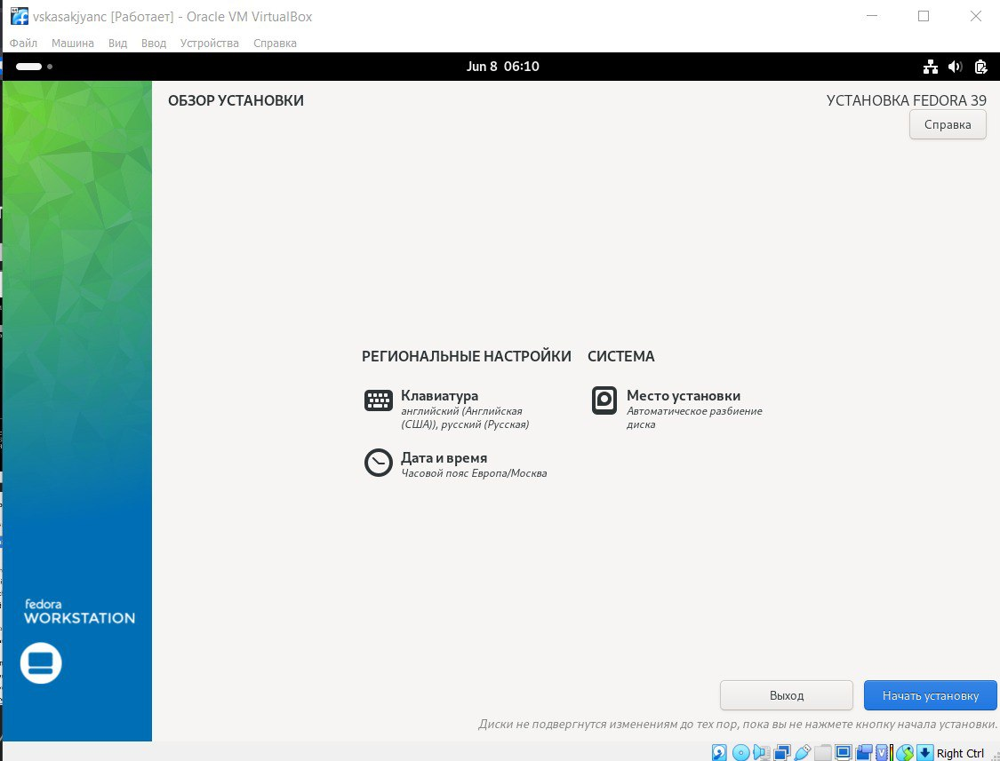 vskasakjyanc [Работает] - Oracle VM VirtualBox
Файл Машина Вид Ввод Устройства Справка
Jun 8 06:10
ОБЗОР УСТАНОВКИ
УСТАНОВКА FEDORA 39
Справка
РЕГИОНАЛЬНЫЕ НАСТРОЙКИ
СИСТЕМА
Клавиатура
английский (Английская
(США)), русский (Русская)
Место установки
Автоматическое разбиение
диска
Дата и время
Часовой пояс Европа/Москва
fedora
WORKSTATION
Выход
Начать установку
Диски не подвергнутся изменениям до тех пор, пока вы не нажмете кнопку начала установки.
Right Ctrl